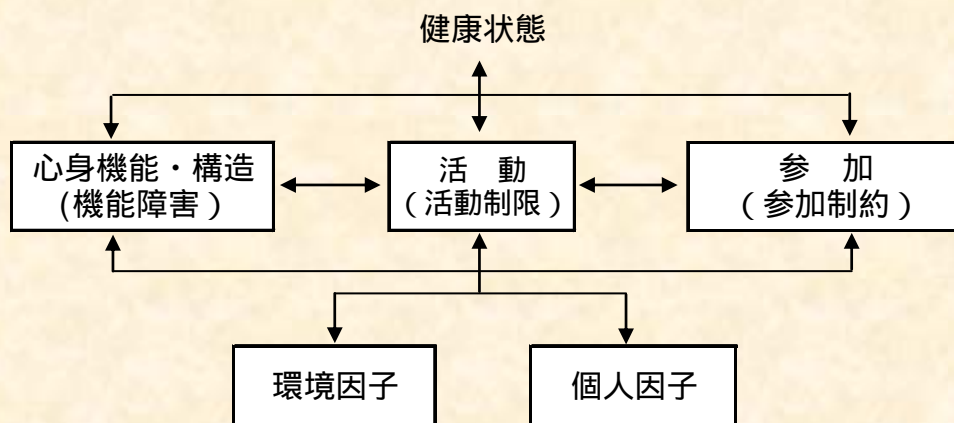 健康状態
心身機能・構造
(機能障害)
活　動
(活動制限)
参　加
(参加制約)
環境因子
個人因子